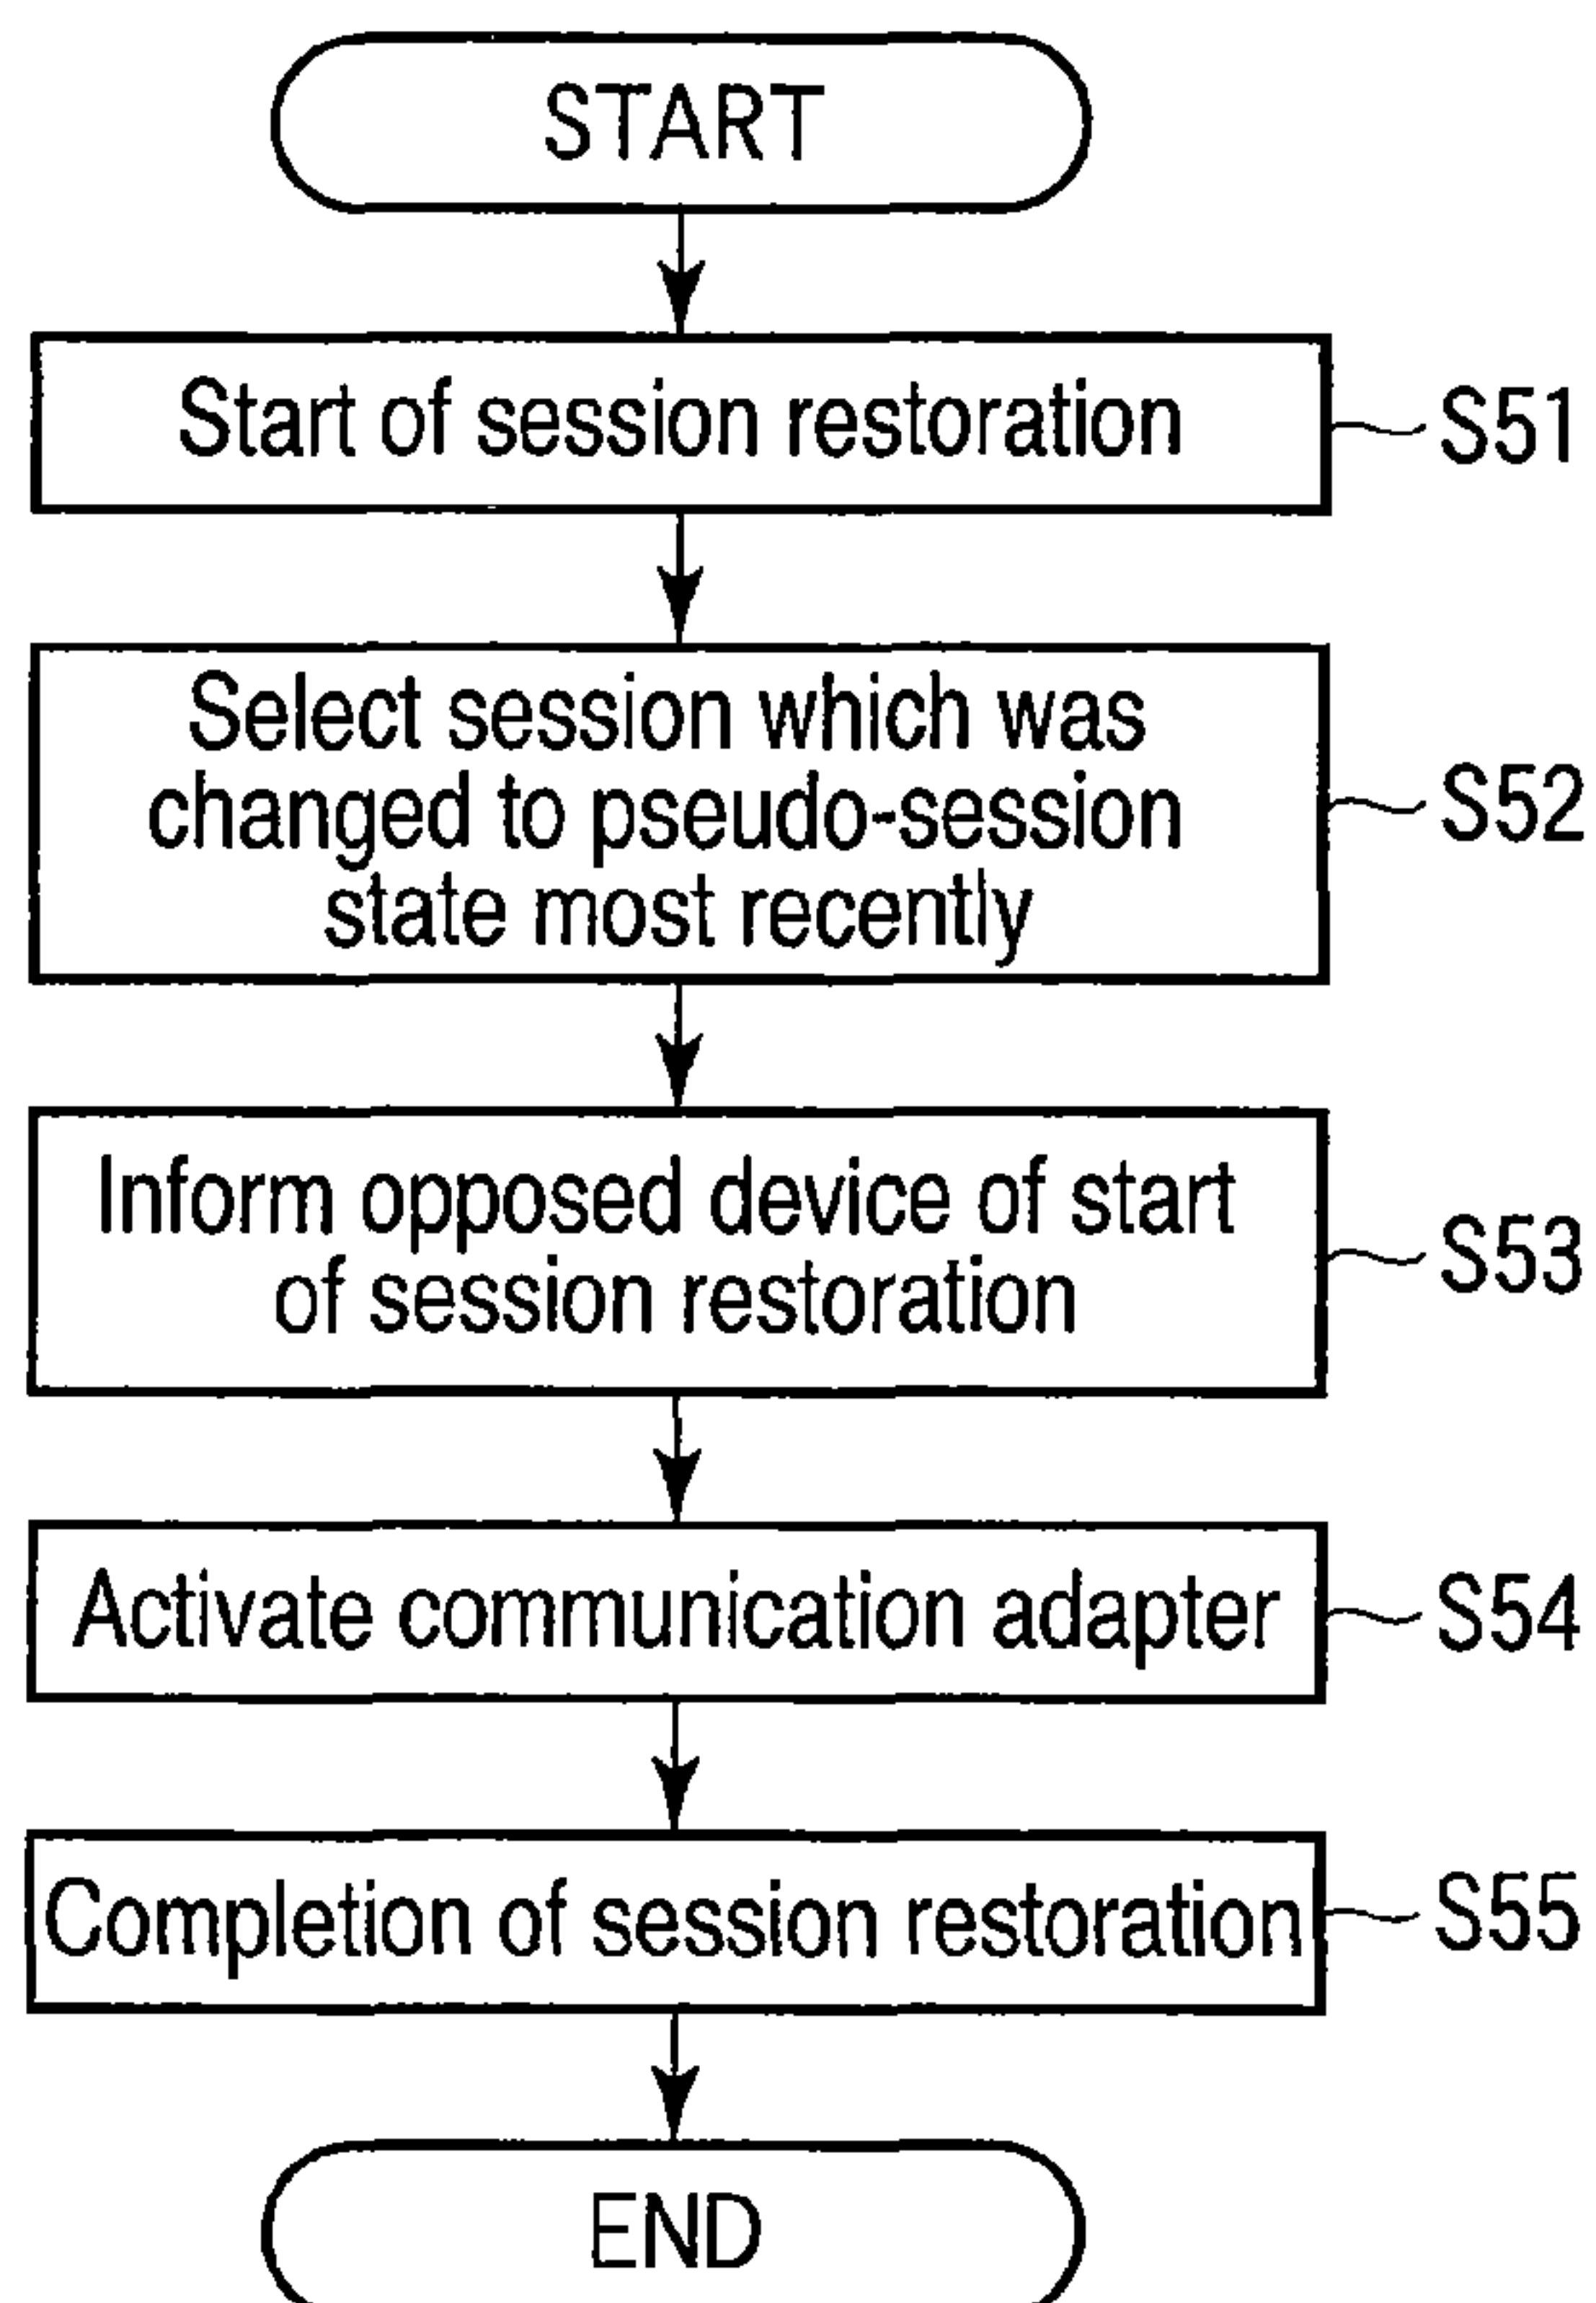 START
Start of session restoration
S51
Select session which was
changed to pseudo-session
state most recently
S52
Inform opposed device of start
of session restoration
S53
Activate communication adapter
S54
Completion of session restoration
S55
END